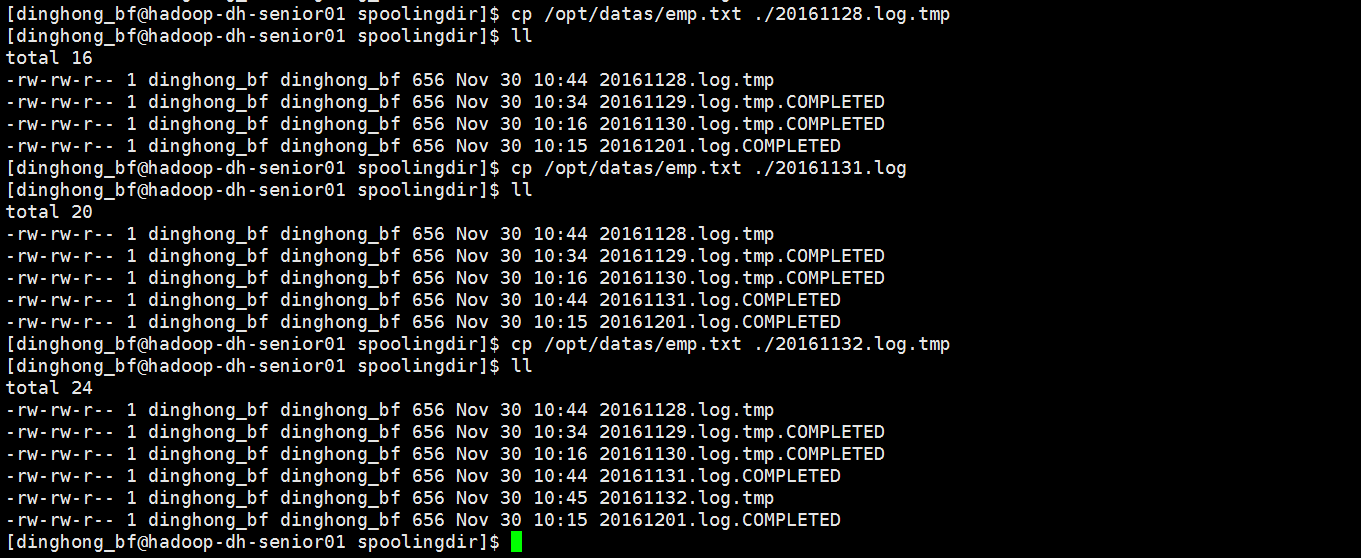 [dinghong_bf@hadoop-dh-senior01 spoolingdir]$ cp /opt/datas/emp.txt ./20161128.log.tmp
[dinghong_bf@hadoop-dh-senior01 spoolingdir]$ ll
total 16
-rw-rw-r-- 1 dinghong_bf dinghong_bf 656 Nov 30 10:44 20161128.log.tmp
-rw-rw-r-- 1 dinghong_bf dinghong_bf 656 Nov 30 10:34 20161129.log.tmp.COMPLETED
-rw-rw-r-- 1 dinghong_bf dinghong_bf 656 Nov 30 10:16 20161130.log.tmp.COMPLETED
-rw-rw-r-- 1 dinghong_bf dinghong_bf 656 Nov 30 10:15 20161201.log.COMPLETED
[dinghong_bf@hadoop-dh-senior01 spoolingdir]$ cp /opt/datas/emp.txt ./20161131.log
[dinghong_bf@hadoop-dh-senior01 spoolingdir]$ ll
total 20
-rw-rw-r-- 1 dinghong_bf dinghong_bf 656 Nov 30 10:44 20161128.log.tmp
-rw-rw-r-- 1 dinghong_bf dinghong_bf 656 Nov 30 10:34 20161129.log.tmp.COMPLETED
-rw-rw-r-- 1 dinghong_bf dinghong_bf 656 Nov 30 10:16 20161130.log.tmp.COMPLETED
-rw-rw-r-- 1 dinghong_bf dinghong_bf 656 Nov 30 10:44 20161131.log.COMPLETED
-rw-rw-r-- 1 dinghong_bf dinghong_bf 656 Nov 30 10:15 20161201.log.COMPLETED
[dinghong_bf@hadoop-dh-senior01 spoolingdir]$ cp /opt/datas/emp.txt ./20161132.log.tmp
[dinghong_bf@hadoop-dh-senior01 spoolingdir]$ ll
total 24
-rw-rw-r-- 1 dinghong_bf dinghong_bf 656 Nov 30 10:44 20161128.log.tmp
-rw-rw-r-- 1 dinghong_bf dinghong_bf 656 Nov 30 10:34 20161129.log.tmp.COMPLETED
-rw-rw-r-- 1 dinghong_bf dinghong_bf 656 Nov 30 10:16 20161130.log.tmp.COMPLETED
-rw-rw-r-- 1 dinghong_bf dinghong_bf 656 Nov 30 10:44 20161131.log.COMPLETED
-rw-rw-r-- 1 dinghong_bf dinghong_bf 656 Nov 30 10:45 20161132.log.tmp
-rw-rw-r-- 1 dinghong_bf dinghong_bf 656 Nov 30 10:15 20161201.log.COMPLETED
[dinghong_bf@hadoop-dh-senior01 spoolingdir]$